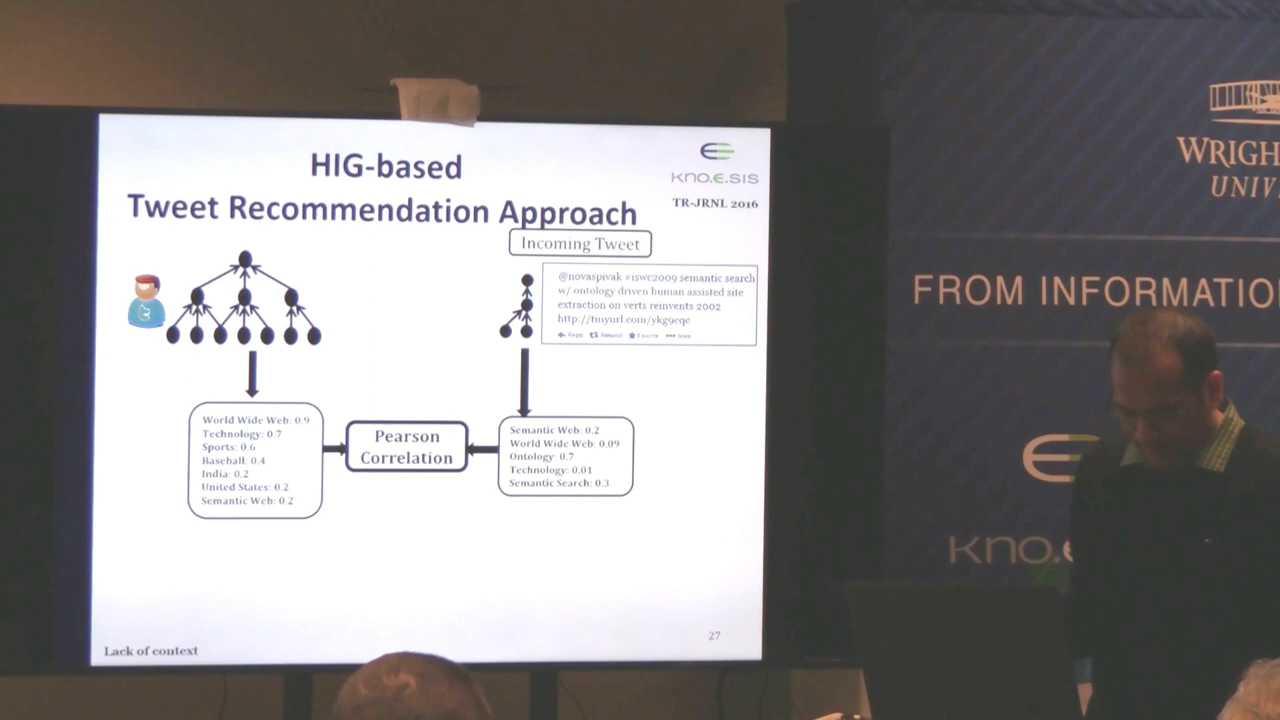 HIG-based
Tweet Recommendation Approach
KNO.E.SIS
TR-JRNL 2016
Incoming Tweet
@novaspivak #iswc2009 semantic search
w/ ontology driven human assisted site
extraction on verts reinvents 2002
http://tinyurl.com/ykg9eqe
Reply Retweet Favorite More
World Wide Web: 0.9
Technology: 0.7
Sports: 0.6
Baseball: 0.4
India: 0.2
United States: 0.2
Semantic Web: 0.2
Pearson
Correlation
Semantic Web: 0.2
World Wide Web: 0.09
Ontology: 0.7
Technology: 0.01
Semantic Search: 0.3
27
Lack of context
WRIGH
UNIV
FROM INFORMATIO
KNO.E